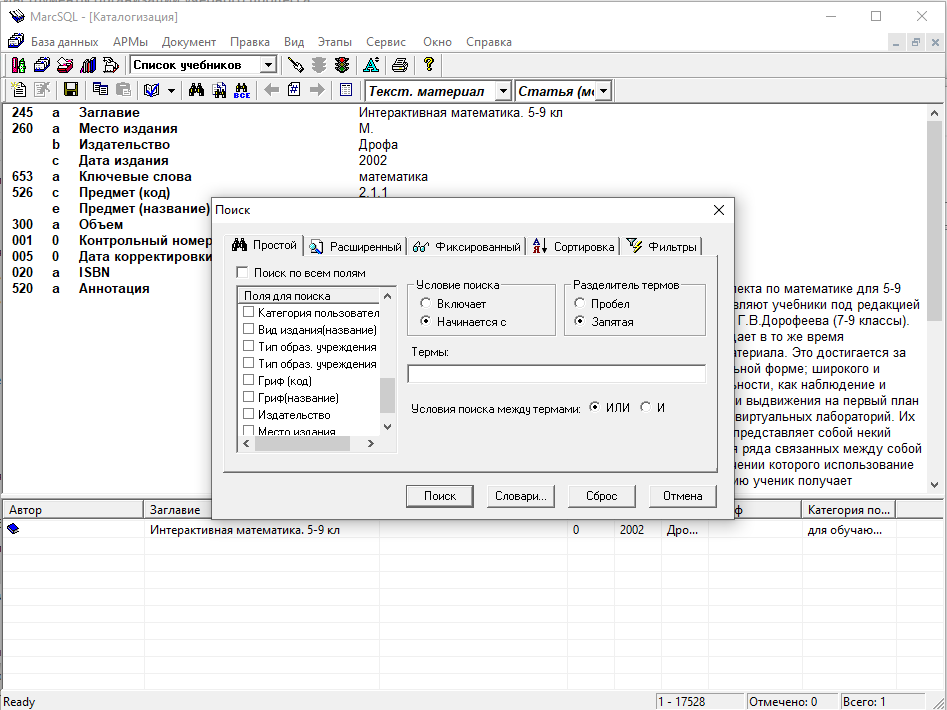 MarcSQL - [Каталогизация]
База данных АРМы Документ Правка Вид Этапы Сервис Окно Справка
Список учебников
ВСЕ
Текст. материал Статья (мо
245 a Заглавие Интерактивная математика. 5-9 кл
260 a Место издания М.
b Издательство Дрофа
c Дата издания 2002
653 a Ключевые слова математика
526 c Предмет (код) 2.1.1
e Предмет (название)
300 a Объем
001 0 Контрольный номер
005 0 Дата корректировки
020 a ISBN
520 a Аннотация
лекта по математике для 5-9
вляют учебники под редакцией
Г.В.Дорофеева (7-9 классы).
дает в то же время
териала. Это достигается за
льной форме; широкого и
ьности, как наблюдение и
и выдвижения на первый план
виртуальных лабораторий. Их
представляет собой некий
я ряда связанных между собой
чении которого использование
ию ученик получает
Поиск
Простой Расширенный Фиксированный Сортировка Фильтры
Поиск по всем полям
Поля для поиска
Категория пользовател
Вид издания(название)
Тип образ. учреждения
Тип образ. учреждения
Гриф (код)
Гриф(название)
Издательство
Место издания
Условие поиска
Включает
Начинается с
Разделитель термов
Пробел
Запятая
Термы:
Условия поиска между термами: ИЛИ И
Поиск Словари... Сброс Отмена
Автор Заглавие ф Категория по...
Интерактивная математика. 5-9 кл 0 2002 Дро... для обучаю...
Ready 1 - 17528 Отмечено: 0 Всего: 1